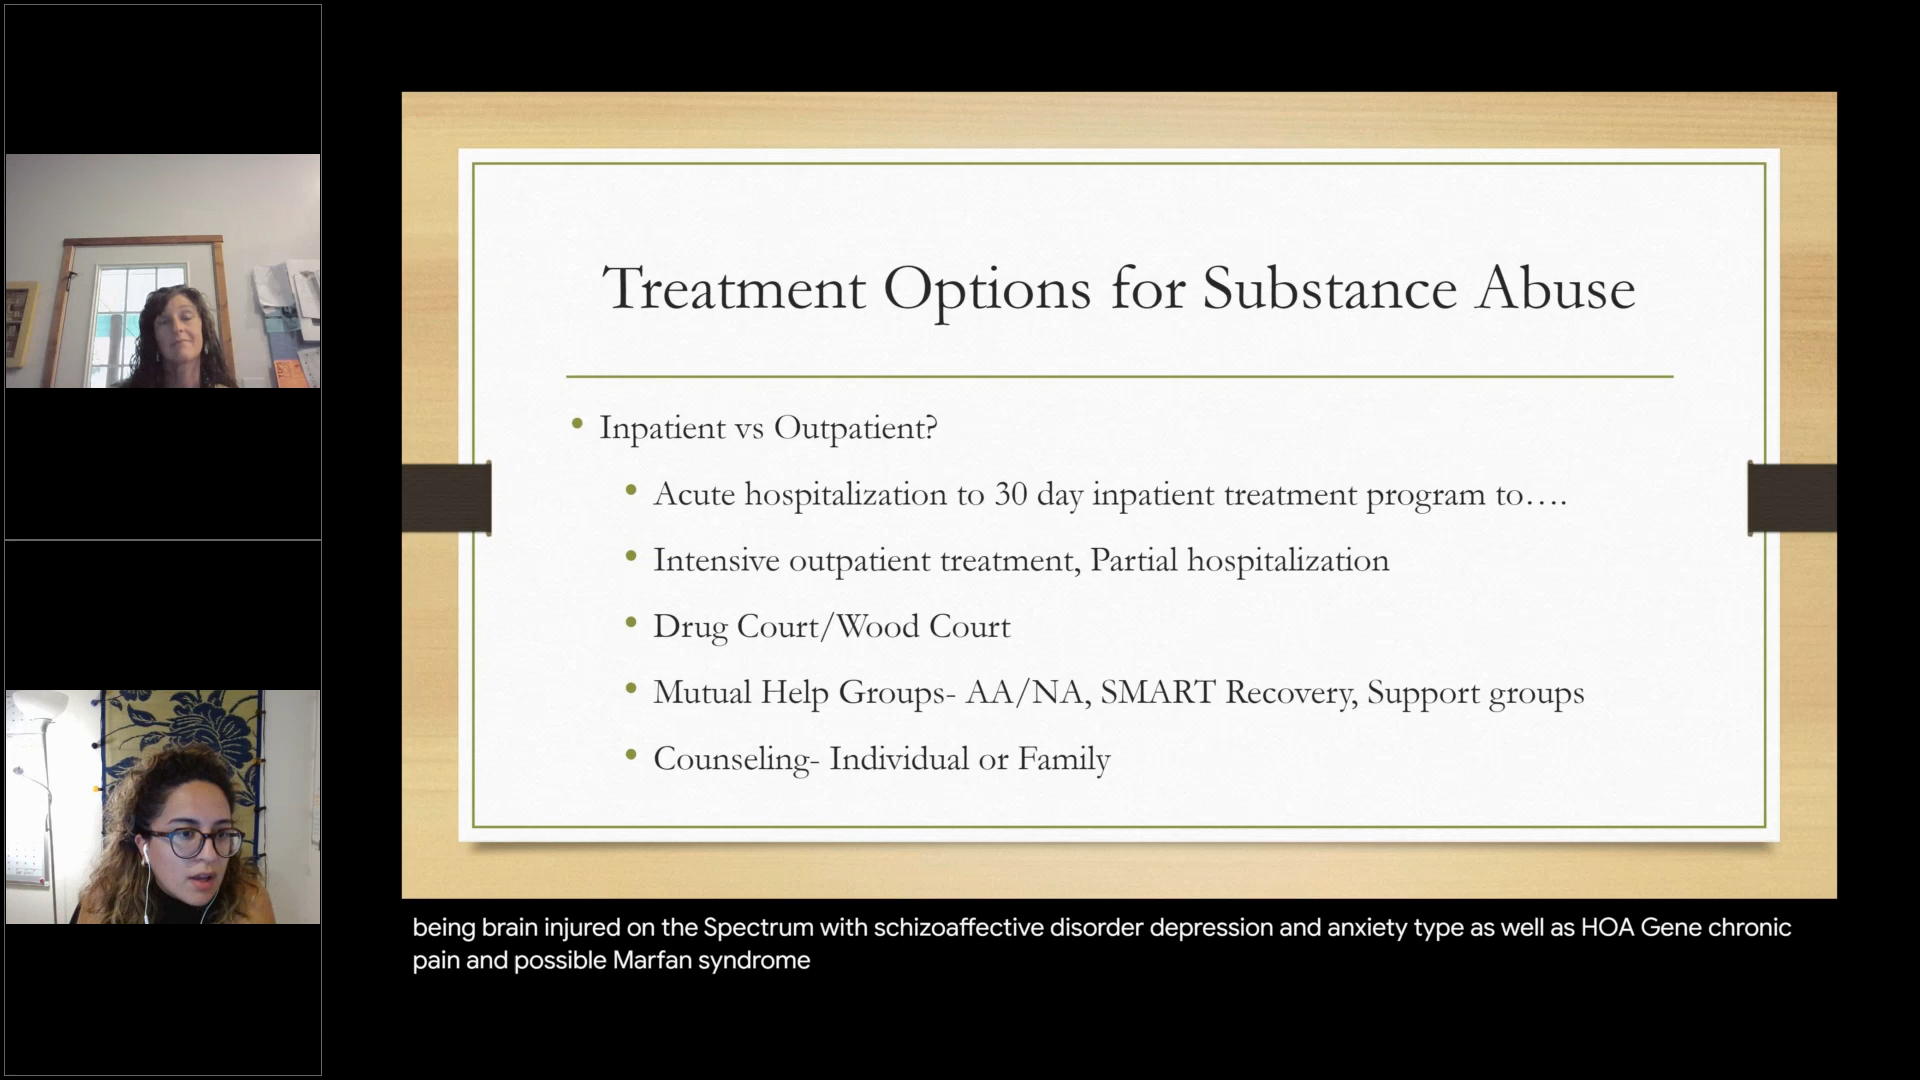 Treatment Options for Substance Abuse
Inpatient vs Outpatient?
Acute hospitalization to 30 day inpatient treatment program to….
Intensive outpatient treatment, Partial hospitalization
Drug Court/Wood Court
Mutual Help Groups- AA/NA, SMART Recovery, Support groups
Counseling- Individual or Family
being brain injured on the Spectrum with schizoaffective disorder depression and anxiety type as well as HOA Gene chronic
pain and possible Marfan syndrome